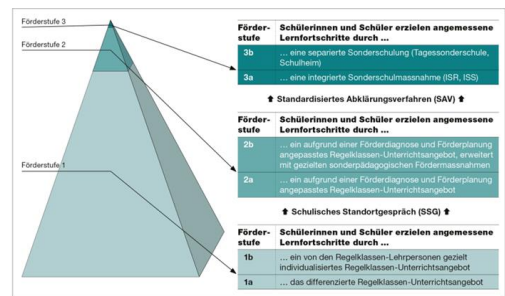 Förderstufe 3
Förderstufe 2
Förderstufe 1
Förder-
stufe
Schülerinnen und Schüler erzielen angemessene
Lernfortschritte durch ...
3b
... eine separierte Sonderschulung (Tagessonderschule,
Schulheim)
3a
... eine integrierte Sonderschulmassnahme (ISR, ISS)
⬆ Standardisiertes Abklärungsverfahren (SAV) ⬆
Förder-
stufe
Schülerinnen und Schüler erzielen angemessene
Lernfortschritte durch ...
2b
... ein aufgrund einer Förderdiagnose und Förderplanung
angepasstes Regelklassen-Unterrichtsangebot, erweitert
mit gezielten sonderpädagogischen Fördermassnahmen
2a
... ein aufgrund einer Förderdiagnose und Förderplanung
angepasstes Regelklassen-Unterrichtsangebot
⬆ Schulisches Standortgespräch (SSG) ⬆
Förder-
stufe
Schülerinnen und Schüler erzielen angemessene
Lernfortschritte durch ...
1b
... ein von den Regelklassen-Lehrpersonen gezielt
individualisiertes Regelklassen-Unterrichtsangebot
1a
... das differenzierte Regelklassen-Unterrichtsangebot